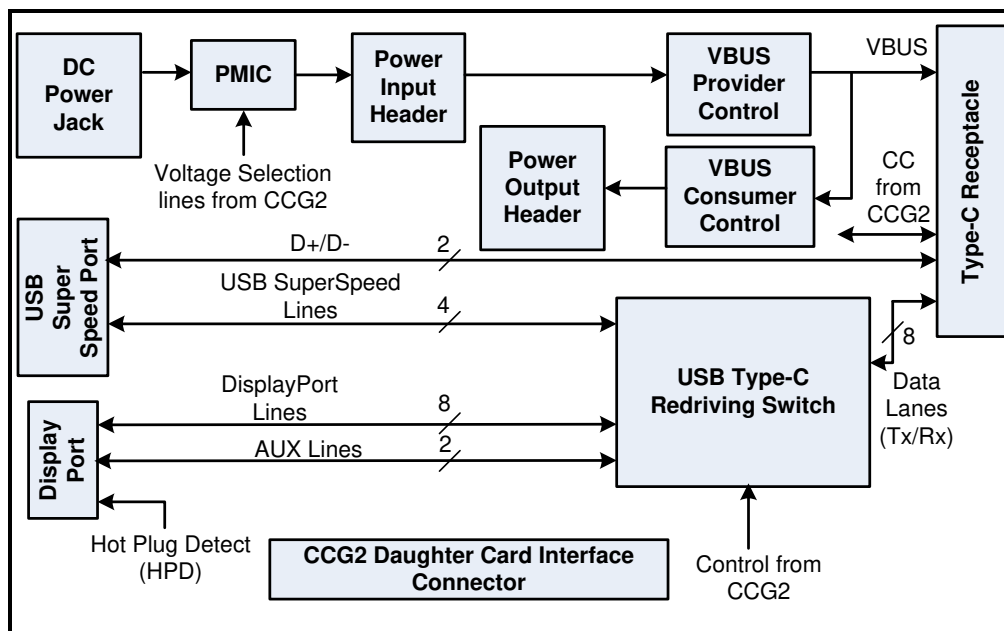 DC
Power
Jack
PMIC
Power
Input
Header
VBUS
Provider
Control
VBUS
Type-C Receptacle
Voltage Selection
lines from CCG2
Power
Output
Header
VBUS
Consumer
Control
CC
from
CCG2
USB
Super
Speed Port
D+/D-
2
USB SuperSpeed
Lines
4
USB Type-C
Redriving Switch
8
Data
Lanes
(Tx/Rx)
Display
Port
DisplayPort
Lines
8
AUX Lines
2
Hot Plug Detect
(HPD)
CCG2 Daughter Card Interface
Connector
Control from
CCG2